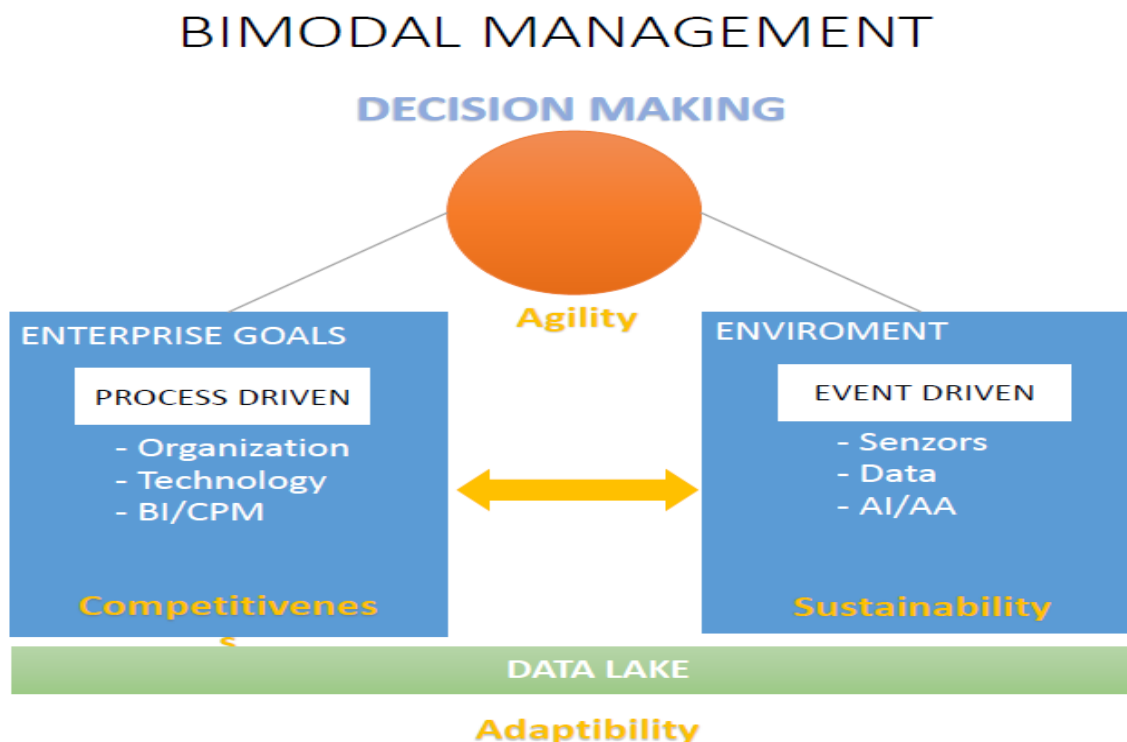 BIMODAL MANAGEMENT
DECISION MAKING
Agility
ENTERPRISE GOALS
PROCESS DRIVEN
- Organization
- Technology
- BI/CPM
Competitivenes
s
ENVIROMENT
EVENT DRIVEN
- Senzors
- Data
- AI/AA
Sustainability
DATA LAKE
Adaptibility